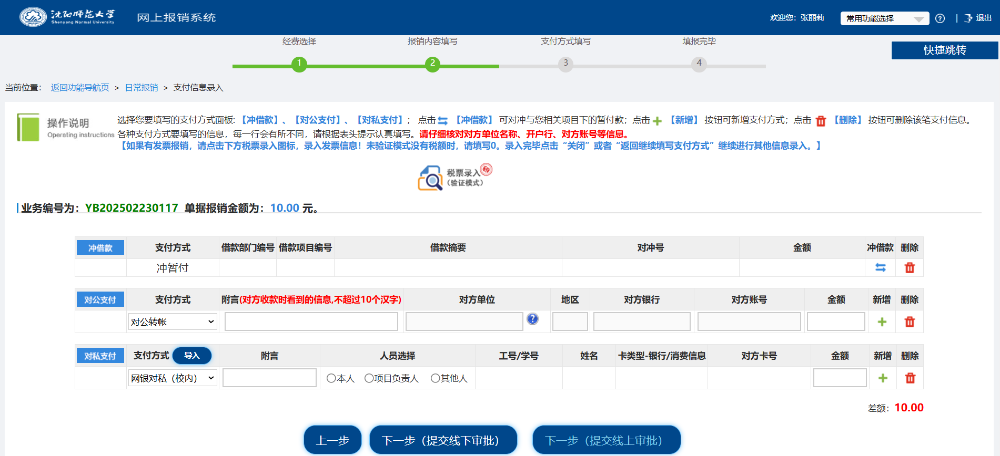 沈阳师范大学
Shenyang Normal University
网上报销系统
欢迎您：张丽莉
常用功能选择
?
|
退出
经费选择
报销内容填写
支付方式填写
填报完毕
快捷跳转
1
2
3
4
当前位置： 返回功能导航页 > 日常报销 > 支付信息录入
操作说明
Operating instructions
选择您要填写的支付方式面板:【冲借款】、【对公支付】、【对私支付】； 点击 【冲借款】 可对冲与您相关项目下的暂付款；点击 【新增】 按钮可新增支付方式；点击 【删除】 按钮可删除该笔支付信息。
各种支付方式要填写的信息，每一行会有所不同，请根据表头提示认真填写。请仔细核对对方单位名称、开户行、对方账号等信息。
【如果有发票报销，请点击下方税票录入图标，录入发票信息！未验证模式没有税额时，请填写0。录入完毕点击“关闭”或者“返回继续填写支付方式”继续进行其他信息录入。】
税票录入
税
（验证模式）
业务编号为：YB202502230117 单据报销金额为：10.00 元。
冲借款 支付方式 借款部门编号 借款项目编号 借款摘要 对冲号 金额 冲借款 删除
冲暂付
对公支付 支付方式 附言(对方收款时看到的信息,不超过10个汉字) 对方单位 地区 对方银行 对方账号 金额 新增 删除
对公转帐
?
对私支付 支付方式 导入 附言 人员选择 工号/学号 姓名 卡类型-银行/消费信息 对方卡号 金额 新增 删除
网银对私（校内） 本人 项目负责人 其他人
差额：10.00
上一步
下一步（提交线下审批）
下一步（提交线上审批）